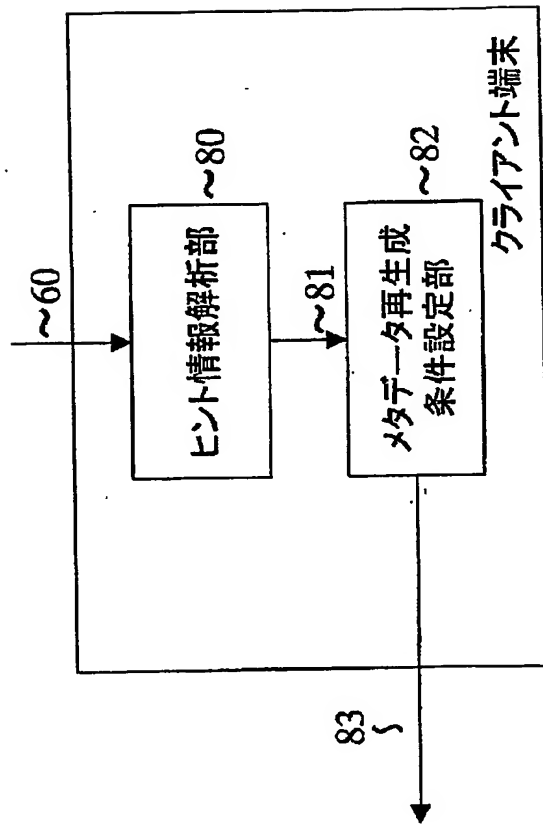 ~60
ヒント情報解析部
~80
~81
メタデータ再生成
条件設定部
~82
クライアント端末
83